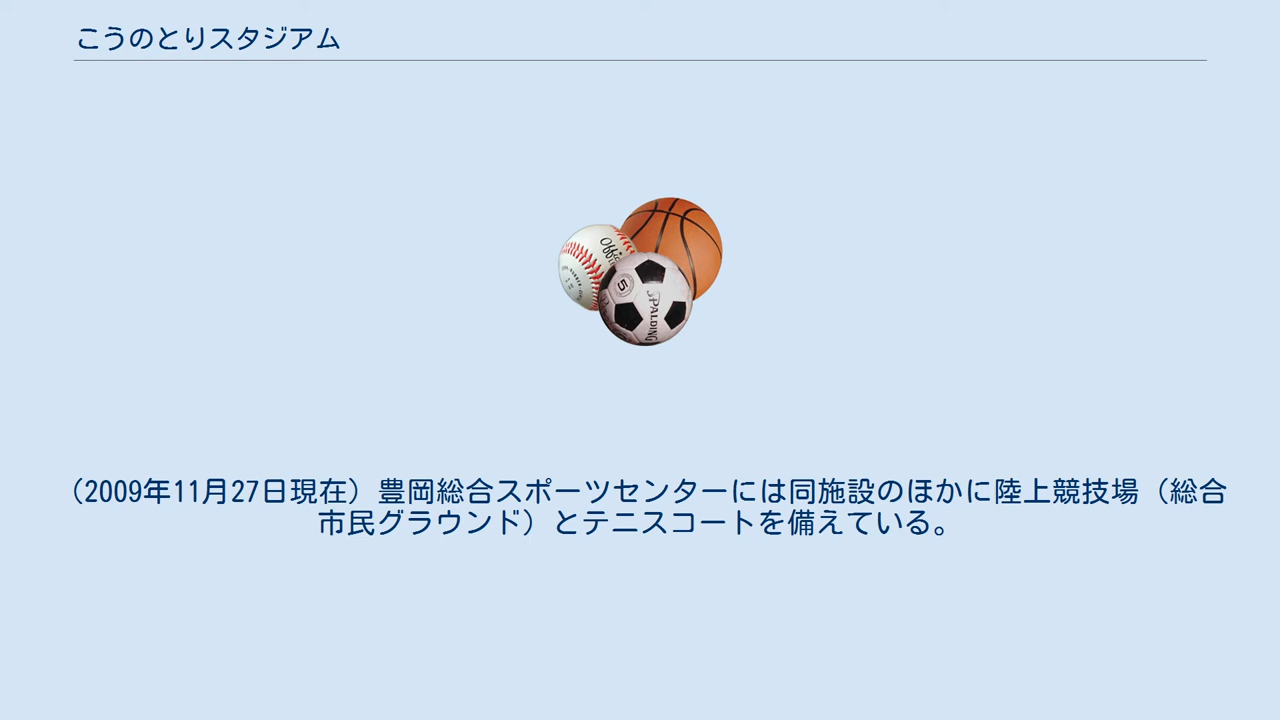 こうのとりスタジアム
Offic
5
SPALDING
(2009年11月27日現在）豊岡総合スポーツセンターには同施設のほかに陸上競技場（総合
市民グラウンド）とテニスコートを備えている。